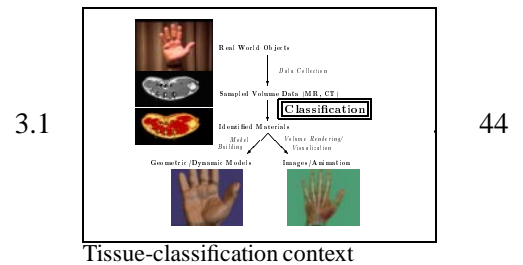 3.1
Real World Objects
Data Collection
Sampled Volume Data (MR, CT)
Classification
Identified Materials
Model Building
Volume Rendering/
Visualization
Geometric/Dynamic Models
Images/Animation
. 44
Tissue-classification context